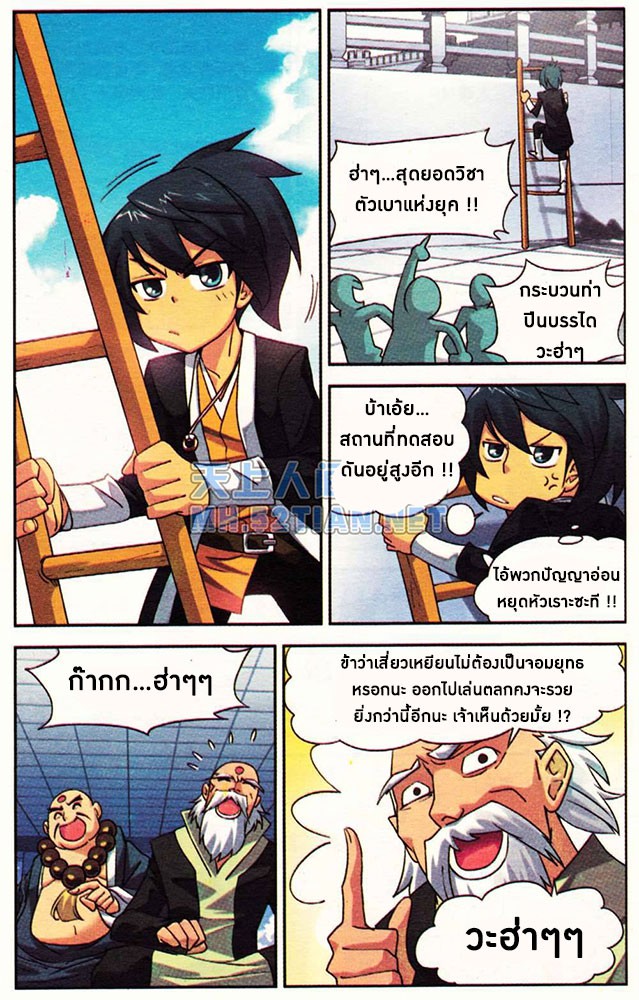 ฮ่าๆ...สุดยอดวิชา
ตัวเบาแห่งยุค !!
กระบวนท่า
ปีนบรรได
วะฮ่าๆ
บ้าเอ้ย...
สถานที่ทดสอบ
ดันอยู่สูงอีก !!
ไอ้พวกปัญญาอ่อน
หยุดหัวเราะซะที !!
天上人
MH.52TIAN.NET
ก๊ากก...ฮ่าๆๆ
ข้าว่าเสี่ยวเหยียนไม่ต้องเป็นจอมยุทธ
หรอกนะ ออกไปเล่นตลกคงจะรวย
ยิ่งกว่านี้อีกนะ เจ้าเห็นด้วยมั้ย !?
วะฮ่าๆๆ